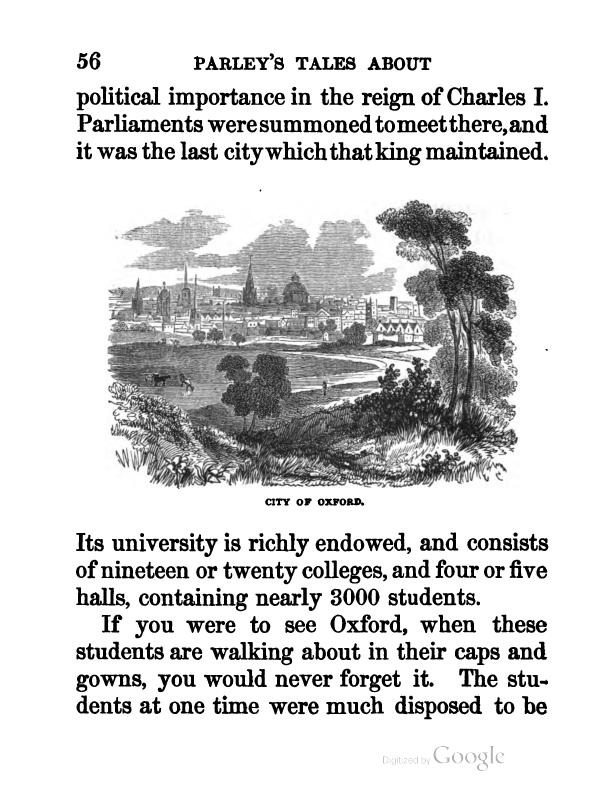 56 PARLEY'S TALES ABOUT
political importance in the reign of Charles I.
Parliaments were summoned to meet there, and
it was the last city which that king maintained.
CITY OF OXFORD.
Its university is richly endowed, and consists
of nineteen or twenty colleges, and four or five
halls, containing nearly 3000 students.
If you were to see Oxford, when these
students are walking about in their caps and
gowns, you would never forget it. The stu-
dents at one time were much disposed to be
Digitized by Google